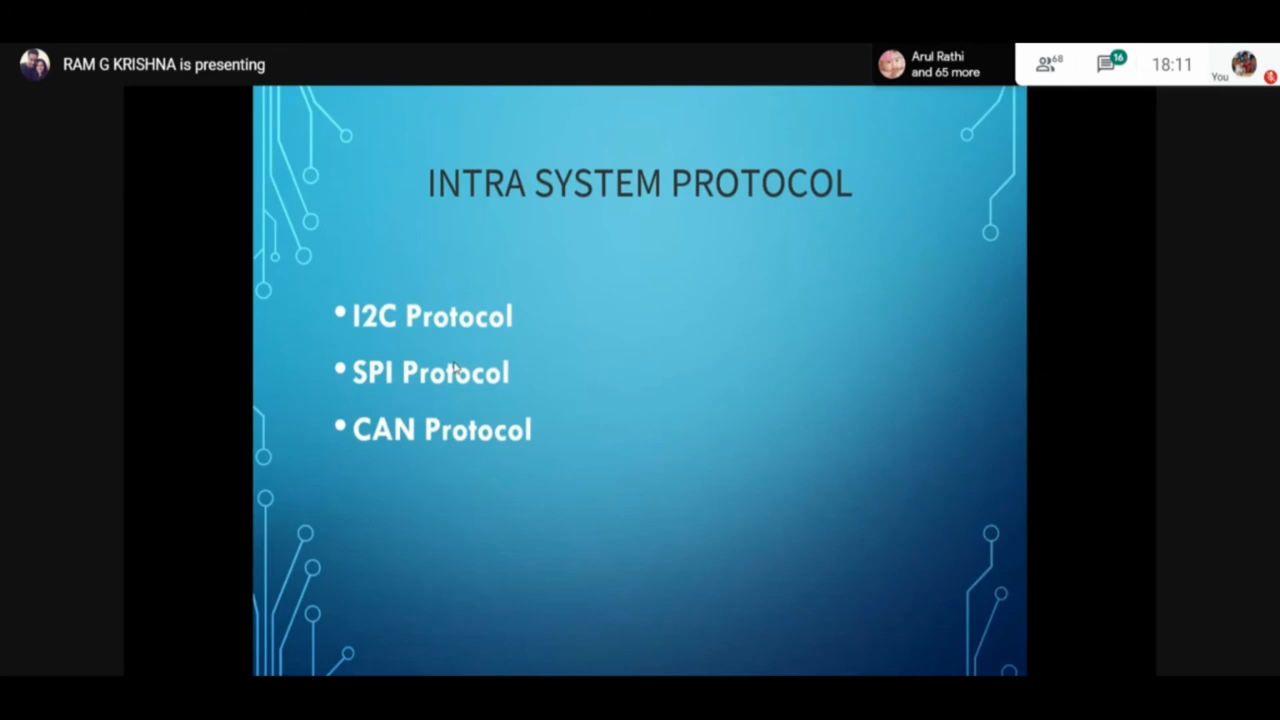 RAM G KRISHNA is presenting
Arul Rathi
and 65 more
68
16
18:11
You
INTRA SYSTEM PROTOCOL
• I2C Protocol
• SPI Protocol
• CAN Protocol